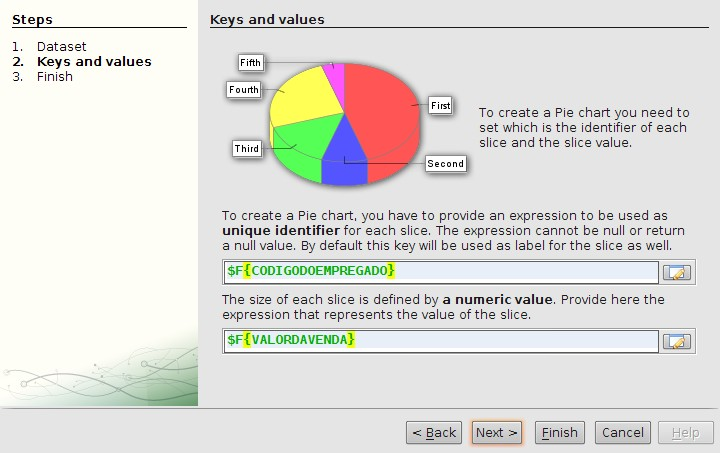 Steps
1. Dataset
2. Keys and values
3. Finish
Keys and values
Fifth
Fourth
First
Third
Second
To create a Pie chart you need to
set which is the identifier of each
slice and the slice value.
To create a Pie chart, you have to provide an expression to be used as
unique identifier for each slice. The expression cannot be null or return
a null value. By default this key will be used as label for the slice as well.
$F{CODIGODOEMPREGADO}
The size of each slice is defined by a numeric value. Provide here the
expression that represents the value of the slice.
$F{VALORDAVENDA}
< Back Next > Finish Cancel Help